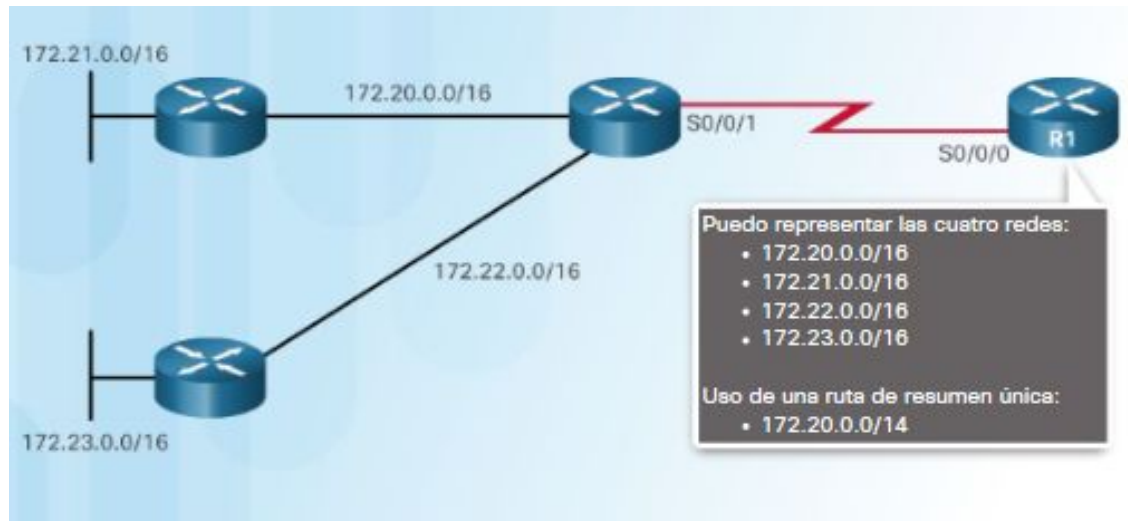 172.21.0.0/16
172.20.0.0/16
S0/0/1
S0/0/0
R1
172.22.0.0/16
172.23.0.0/16
Puedo representar las cuatro redes:
• 172.20.0.0/16
• 172.21.0.0/16
• 172.22.0.0/16
• 172.23.0.0/16
Uso de una ruta de resumen única:
• 172.20.0.0/14